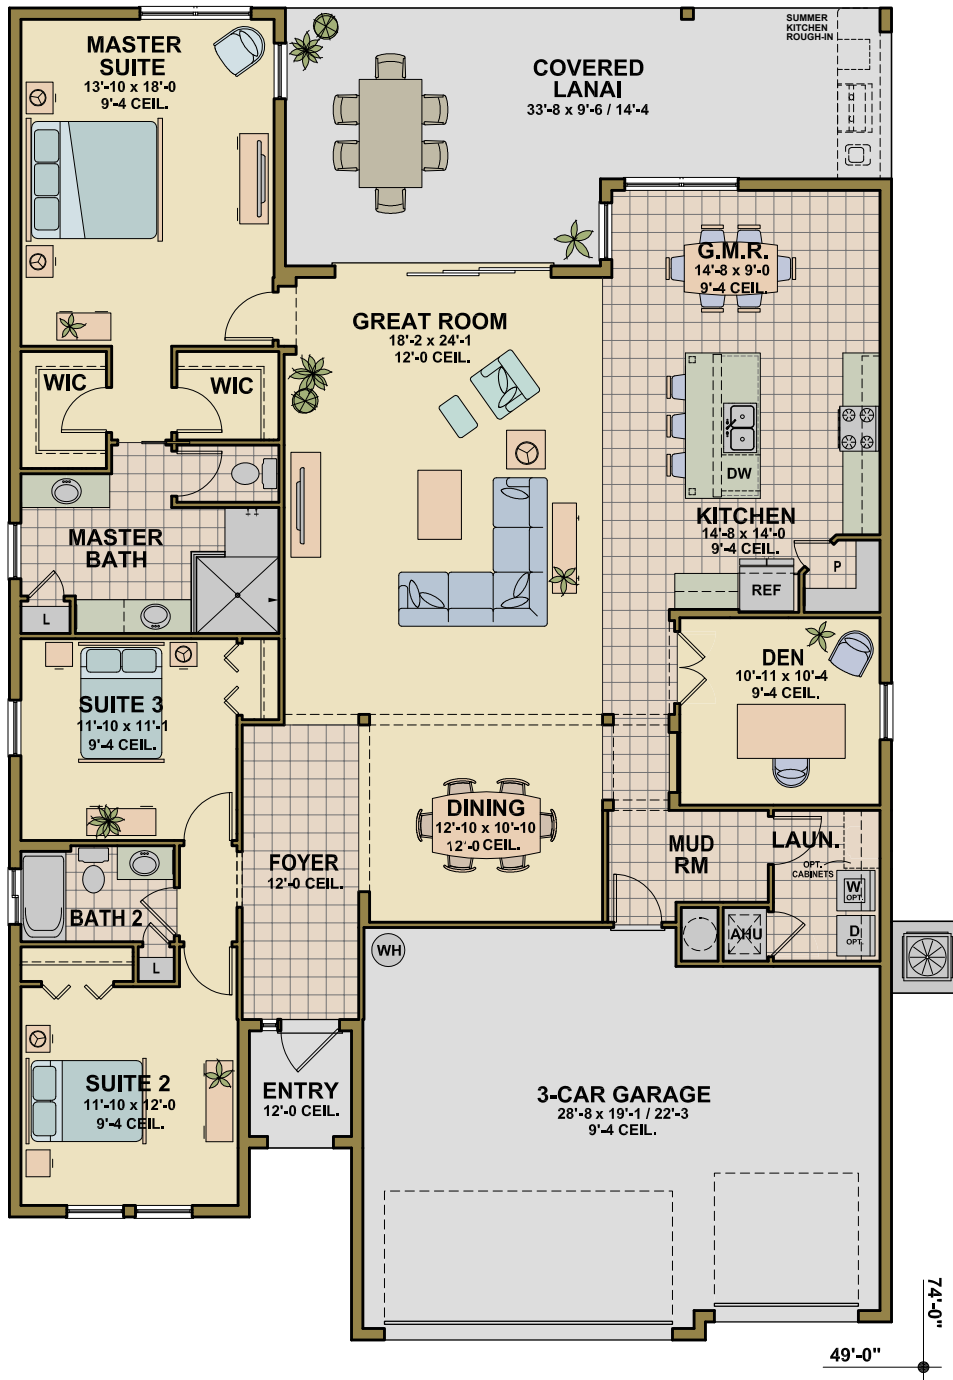 MASTER
SUITE
13'-10 x 18'-0
9'-4 CEIL.
SUMMER
KITCHEN
ROUGH-IN
COVERED
LANAI
33'-8 x 9'-6 / 14'-4
G.M.R.
14'-8 x 9'-0
9'-4 CEIL.
GREAT ROOM
18'-2 x 24'-1
12'-0 CEIL.
WIC
WIC
DW
KITCHEN
14'-8 x 14'-0
9'-4 CEIL.
MASTER
BATH
P
REF
L
DEN
10'-11 x 10'-4
9'-4 CEIL.
SUITE 3
11'-10 x 11'-1
9'-4 CEIL.
DINING
12'-10 x 10'-10
12'-0 CEIL.
MUD
RM
LAUN.
OPT.
CABINETS
FOYER
12'-0 CEIL.
W
OPT.
BATH 2
AHU
D
OPT.
WH
L
SUITE 2
11'-10 x 12'-0
9'-4 CEIL.
ENTRY
12'-0 CEIL.
3-CAR GARAGE
28'-8 x 19'-1 / 22'-3
9'-4 CEIL.
74'-0"
49'-0"